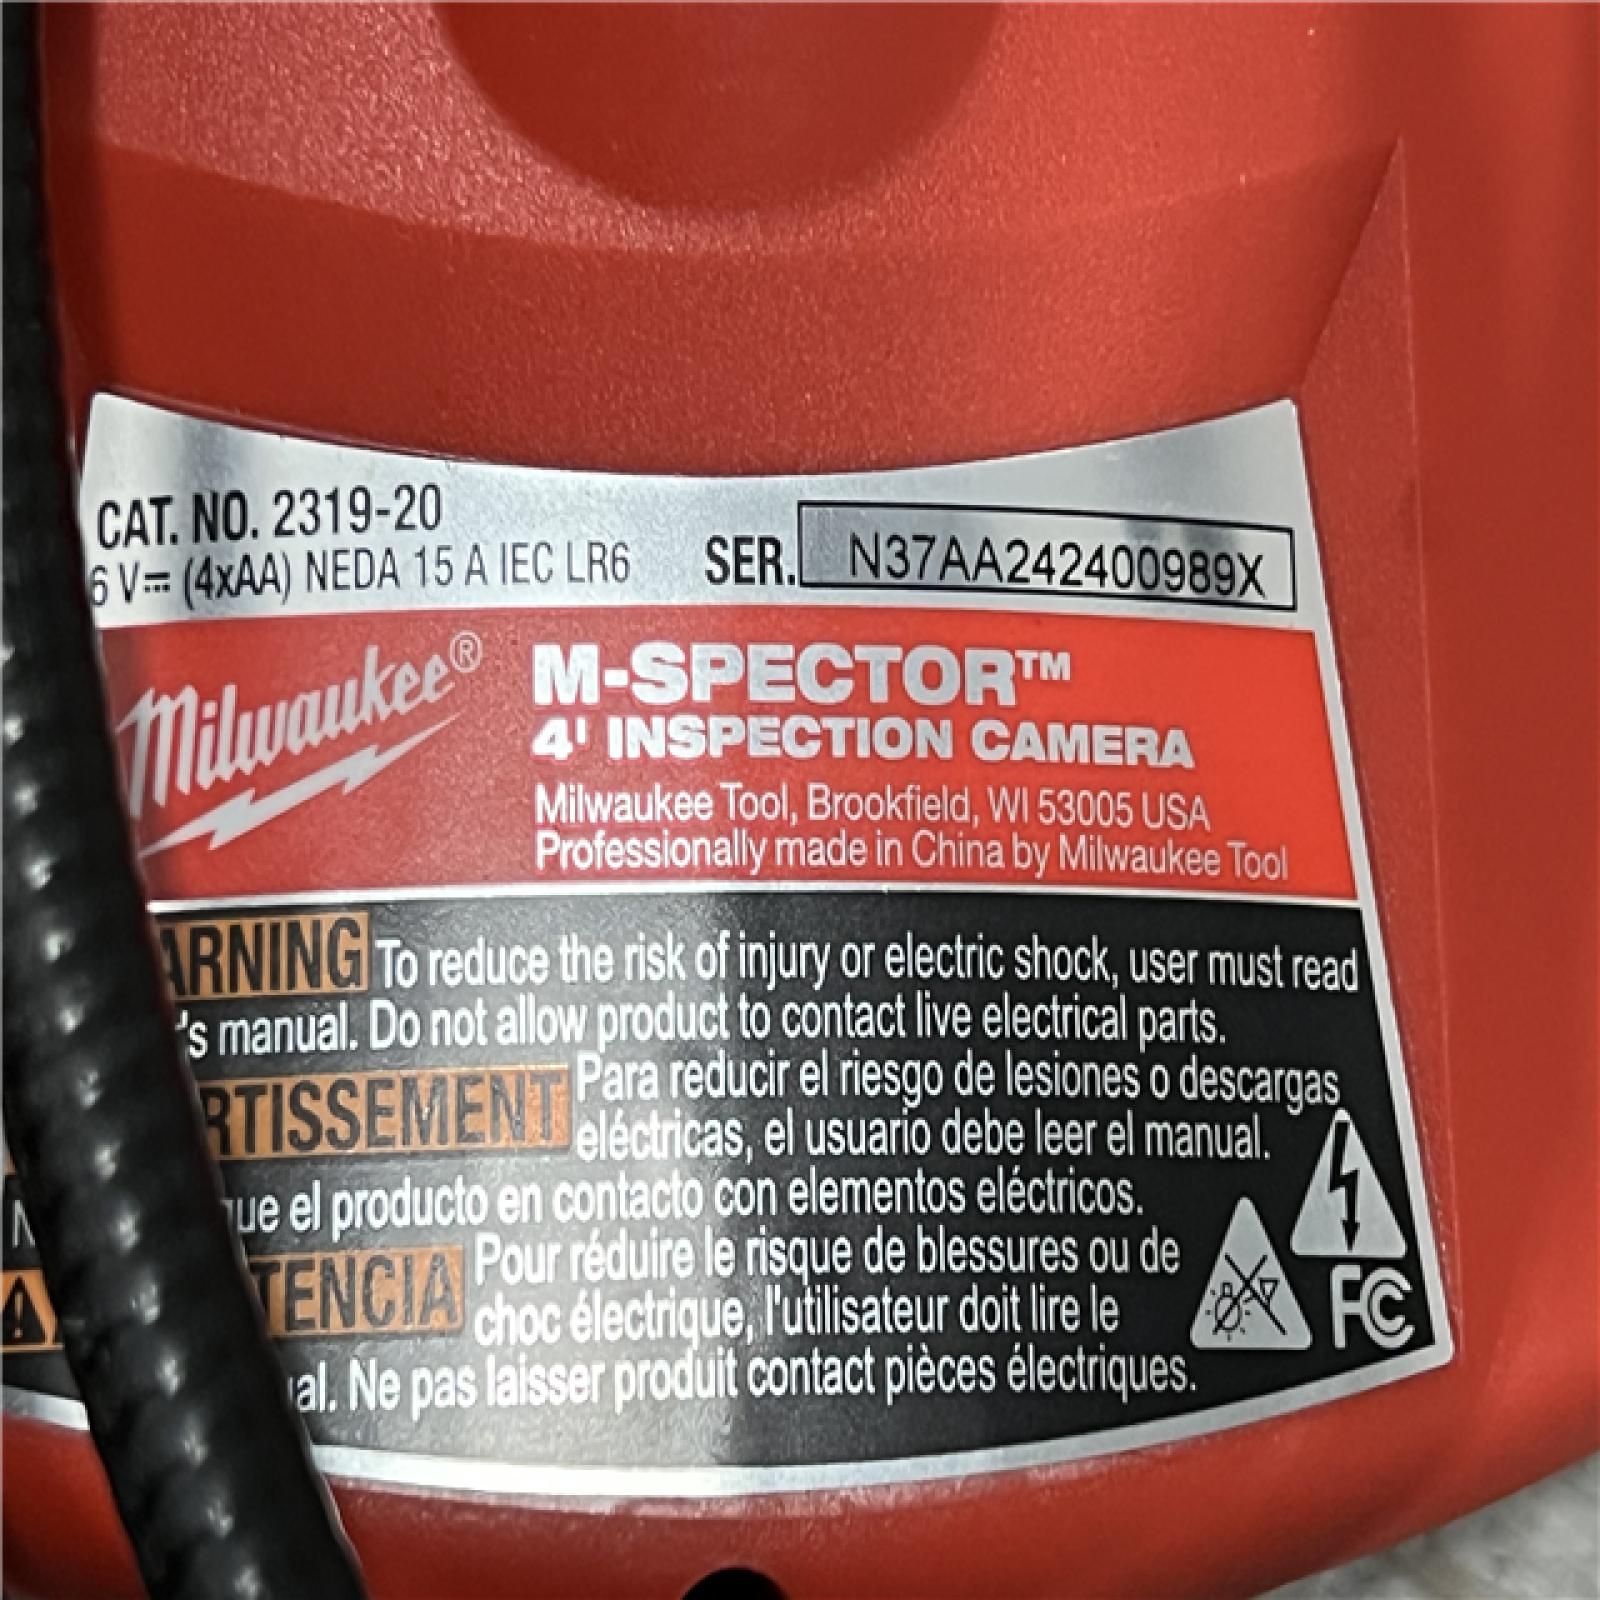 CAT. NO. 2319-20
6 V (4xAA) NEDA 15 A IEC LR6
SER. N37AA242400989X
Milwaukee®
M-SPECTOR™
4' INSPECTION CAMERA
Milwaukee Tool, Brookfield, WI 53005 USA
Professionally made in China by Milwaukee Tool
ARNING To reduce the risk of injury or electric shock, user must read
's manual. Do not allow product to contact live electrical parts.
RTISSEMENT Para reducir el riesgo de lesiones o descargas
eléctricas, el usuario debe leer el manual.
ue el producto en contacto con elementos eléctricos.
TENCIA Pour réduire le risque de blessures ou de
choc électrique, l'utilisateur doit lire le
al. Ne pas laisser produit contact pièces électriques.
FC